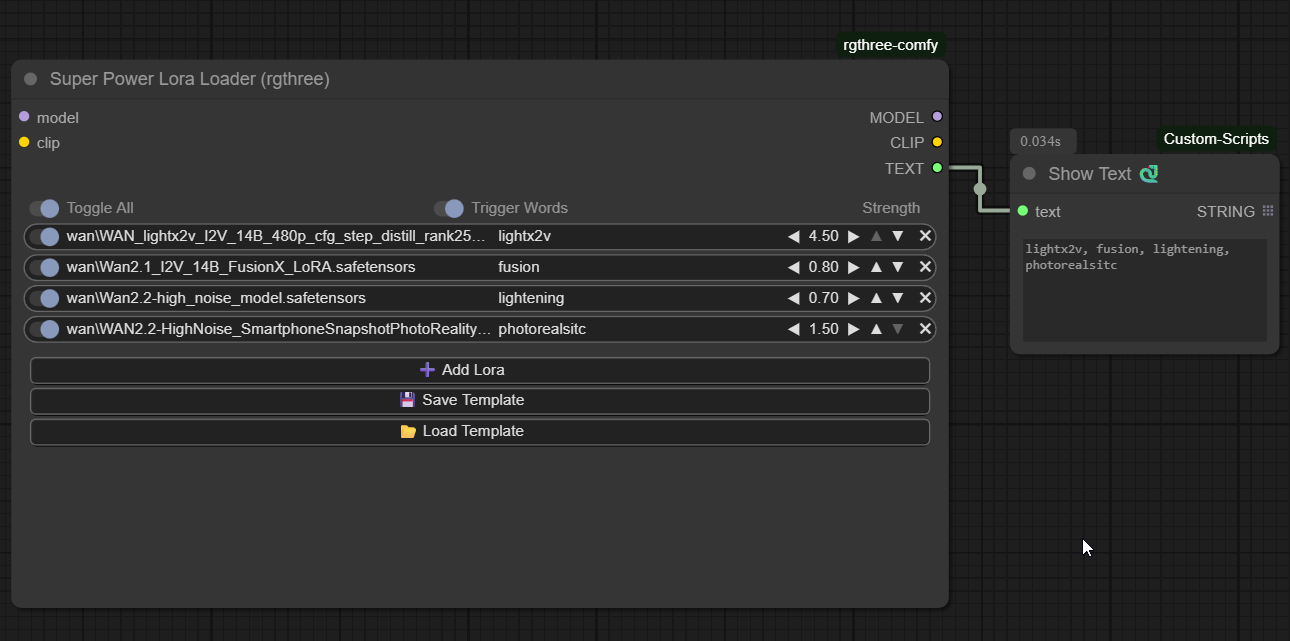 rgthree-comfy
Super Power Lora Loader (rgthree)
model MODEL
clip CLIP
TEXT
Toggle All Trigger Words Strength
wan\WAN_lightx2v_I2V_14B_480p_cfg_step_distill_rank25... lightx2v 4.50
wan\Wan2.1_I2V_14B_FusionX_LoRA.safetensors fusion 0.80
wan\Wan2.2-high_noise_model.safetensors lightening 0.70
wan\WAN2.2-HighNoise_SmartphoneSnapshotPhotoReality... photorealsitc 1.50
Add Lora
Save Template
Load Template
0.034s
Custom-Scripts
Show Text
text STRING
lightx2v, fusion, lightening,
photorealsitc